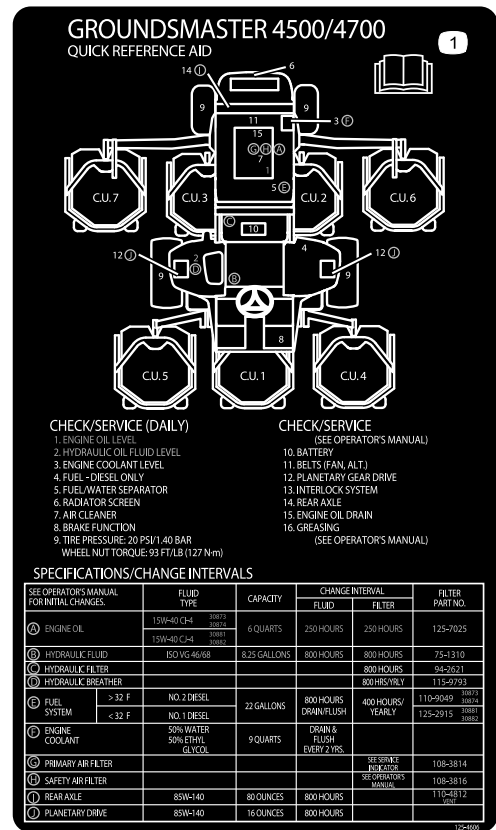 GROUNDSMASTER 4500/4700
QUICK REFERENCE AID
1
6
14 I
9
9
11
3 F
15
G H A
7
1
5 E
C.U. 7
C.U. 3
C.U. 2
C.U. 6
C
10
12 J
2
D
4
12 J
9
B
9
8
C.U. 5
C.U. 1
C.U. 4
CHECK/SERVICE (DAILY)
1. ENGINE OIL LEVEL
2. HYDRAULIC OIL FLUID LEVEL
3. ENGINE COOLANT LEVEL
4. FUEL - DIESEL ONLY
5. FUEL/WATER SEPARATOR
6. RADIATOR SCREEN
7. AIR CLEANER
8. BRAKE FUNCTION
9. TIRE PRESSURE: 20 PSI/1.40 BAR
WHEEL NUT TORQUE: 93 FT/LB (127 N·m)
CHECK/SERVICE
(SEE OPERATOR'S MANUAL)
10. BATTERY
11. BELTS (FAN, ALT.)
12. PLANETARY GEAR DRIVE
13. INTERLOCK SYSTEM
14. REAR AXLE
15. ENGINE OIL DRAIN
16. GREASING
(SEE OPERATOR'S MANUAL)
SPECIFICATIONS/CHANGE INTERVALS
SEE OPERATOR'S MANUAL FOR INITIAL CHANGES. FLUID TYPE CAPACITY CHANGE INTERVAL FLUID FILTER FILTER PART NO.
A ENGINE OIL 15W-40 CI-4 30873 30874 15W-40 CJ-4 30881 30882 6 QUARTS 250 HOURS 250 HOURS 125-7025
B HYDRAULIC FLUID ISO VG 46/68 8.25 GALLONS 800 HOURS 800 HOURS 75-1310
C HYDRAULIC FILTER 800 HOURS 94-2621
D HYDRAULIC BREATHER 800 HRS/YRLY 115-9793
E FUEL SYSTEM > 32 F NO. 2 DIESEL < 32 F NO. 1 DIESEL 22 GALLONS 800 HOURS DRAIN/FLUSH 400 HOURS/ YEARLY 110-9049 30873 30874 125-2915 30881 30882
F ENGINE COOLANT 50% WATER 50% ETHYL GLYCOL 9 QUARTS DRAIN & FLUSH EVERY 2 YRS.
G PRIMARY AIR FILTER SEE SERVICE INDICATOR 108-3814
H SAFETY AIR FILTER SEE OPERATOR'S MANUAL 108-3816
I REAR AXLE 85W-140 80 OUNCES 800 HOURS 110-4812 VENT
J PLANETARY DRIVE 85W-140 16 OUNCES 800 HOURS
125-4606